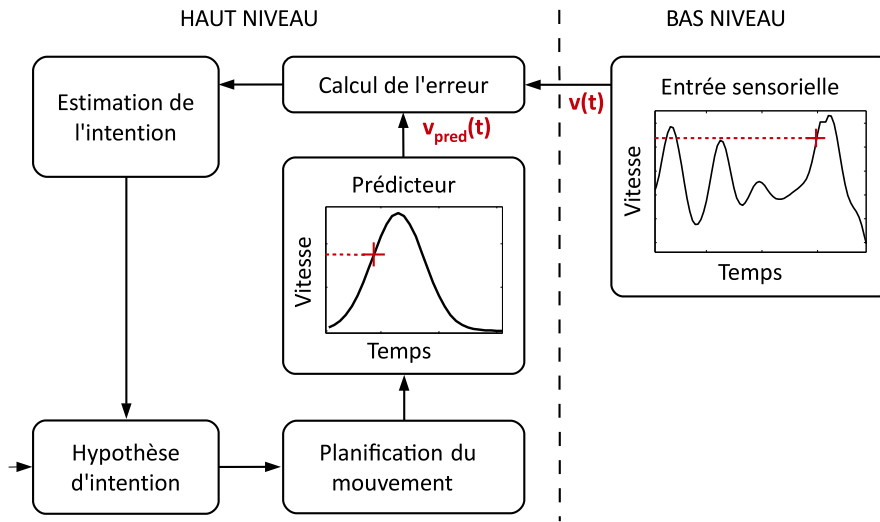 HAUT NIVEAU
BAS NIVEAU
Estimation de
l'intention
Calcul de l'erreur
v(t)
Entrée sensorielle
Vitesse
Temps
v_pred(t)
Prédicteur
Vitesse
Temps
Hypothèse
d'intention
Planification du
mouvement